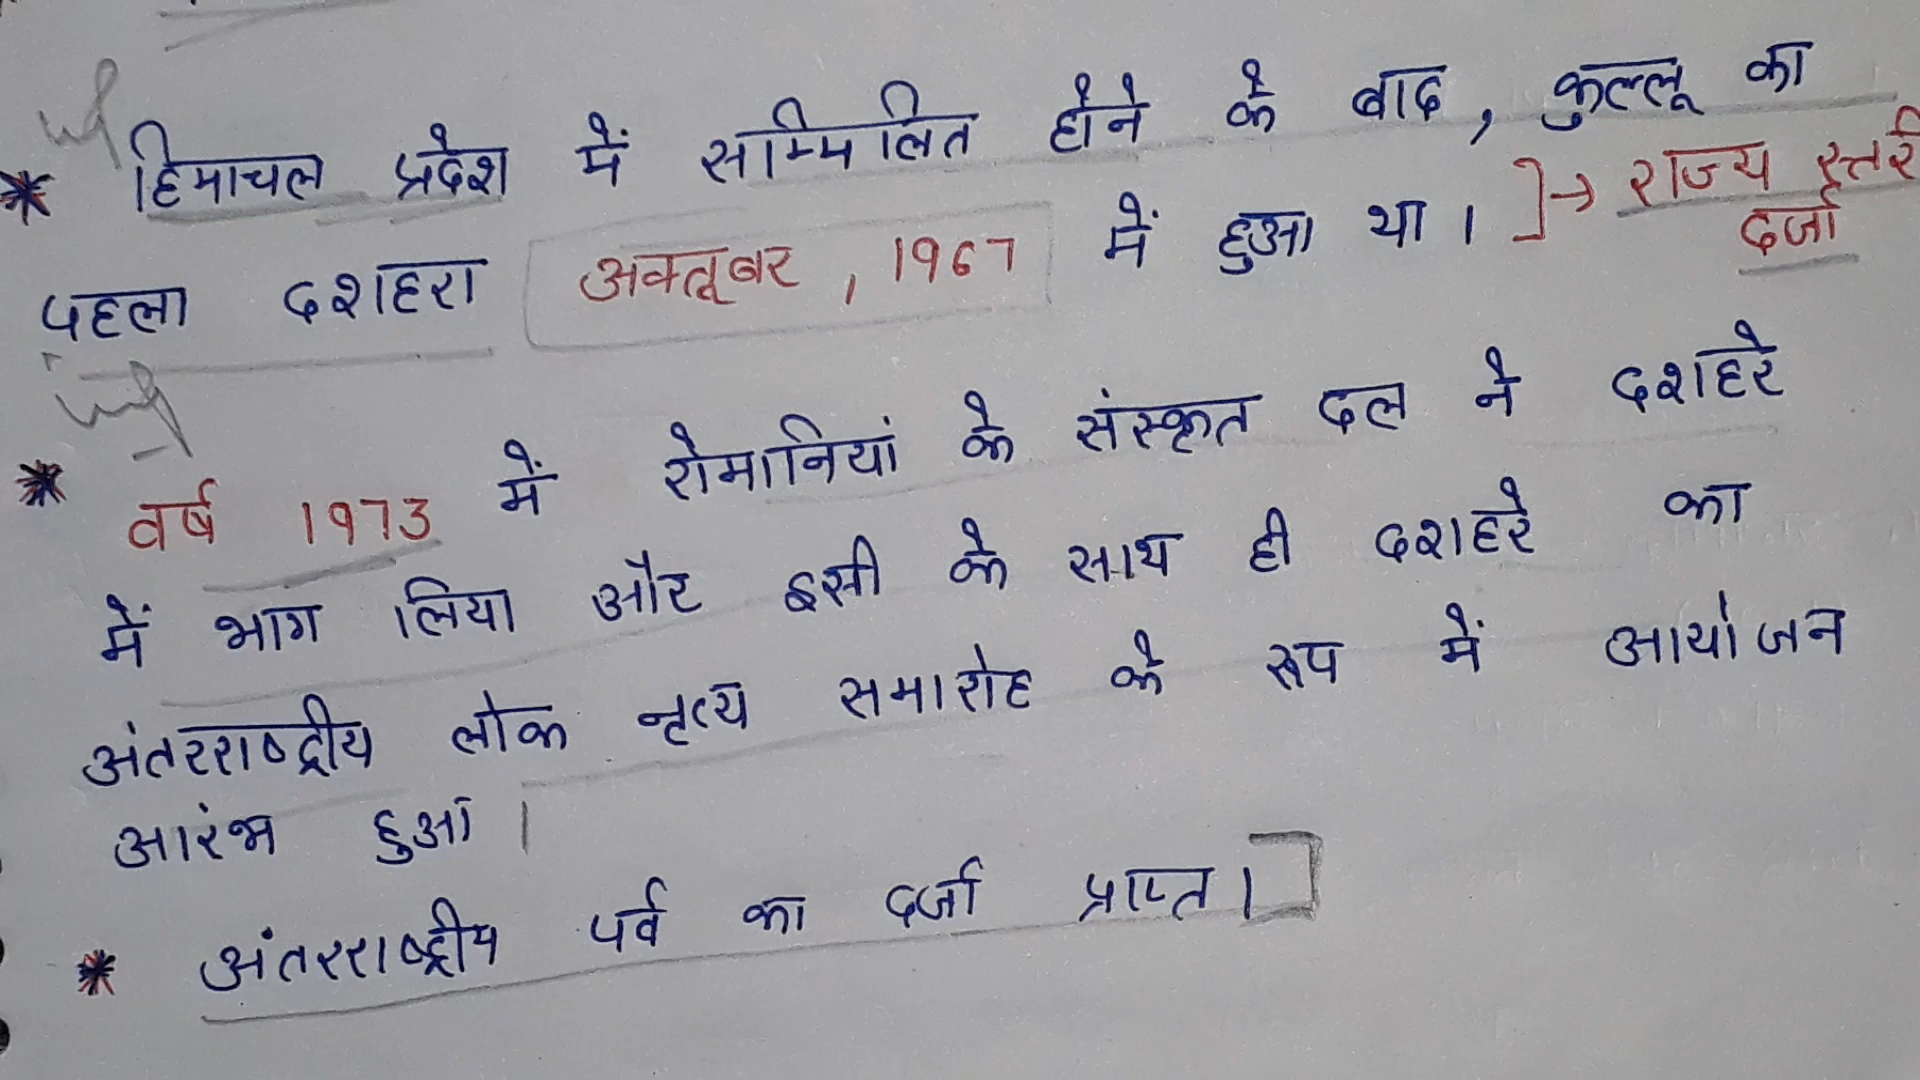 * हिमाचल प्रदेश में सम्मिलित होने के बाद, कुल्लू का
पहला दशहरा अक्तूबर, 1967 में हुआ था। ]→ राज्य स्तरी
दर्जा
* वर्ष 1973 में रोमानियां के संस्कृत दल ने दशहरे
में भाग लिया और इसी के साथ ही दशहरे का
अंतरराष्ट्रीय लोक नृत्य समारोह के रूप में आयोजन
आरंभ हुआ।
* अंतरराष्ट्रीय पर्व का दर्जा प्राप्त।]